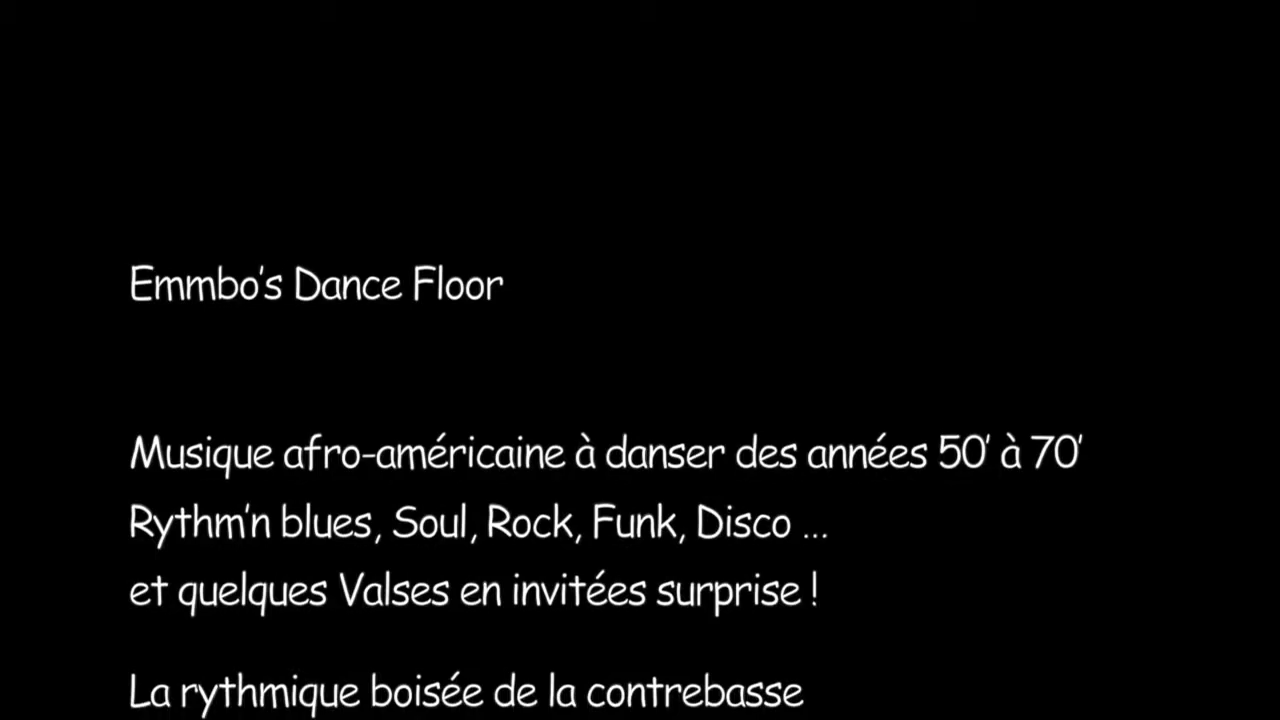 Emmbo's Dance Floor
Musique afro-américaine à danser des années 50' à 70'
Rythm'n blues, Soul, Rock, Funk, Disco ...
et quelques Valses en invitées surprise !
La rythmique boisée de la contrebasse